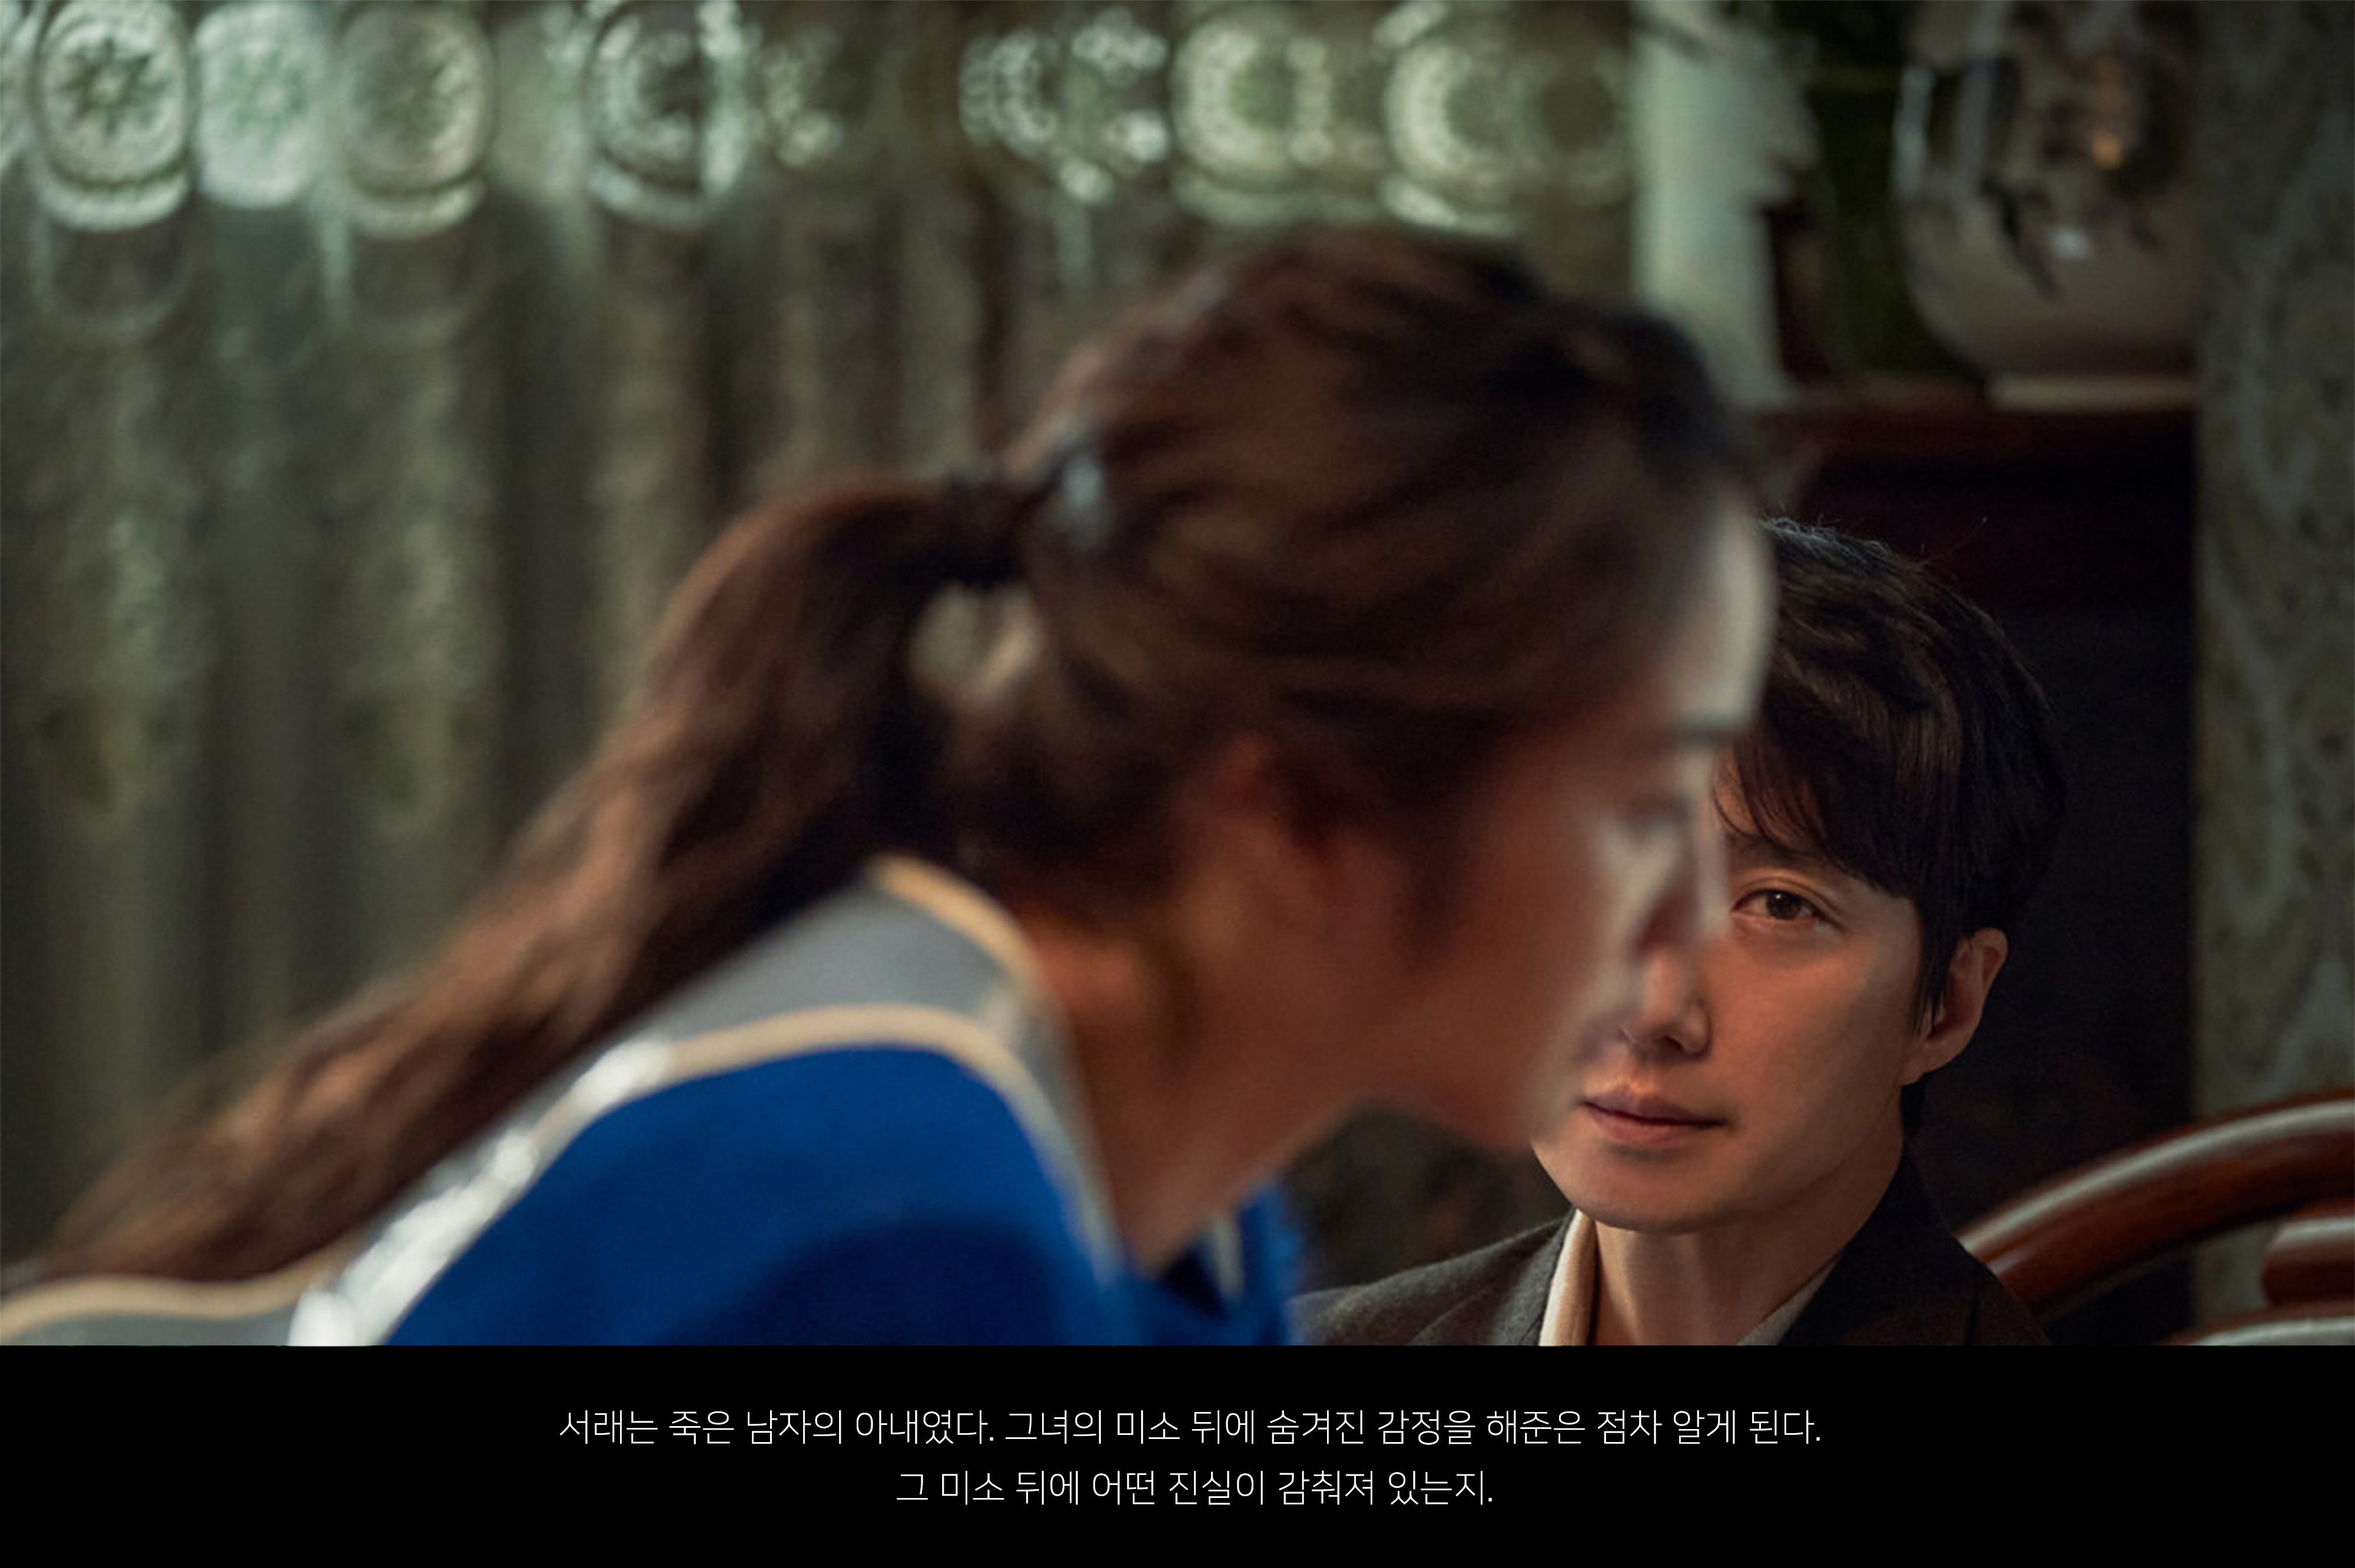 서래는 죽은 남자의 아내였다. 그녀의 미소 뒤에 숨겨진 감정을 해준은 점차 알게 된다.
그 미소 뒤에 어떤 진실이 감춰져 있는지.